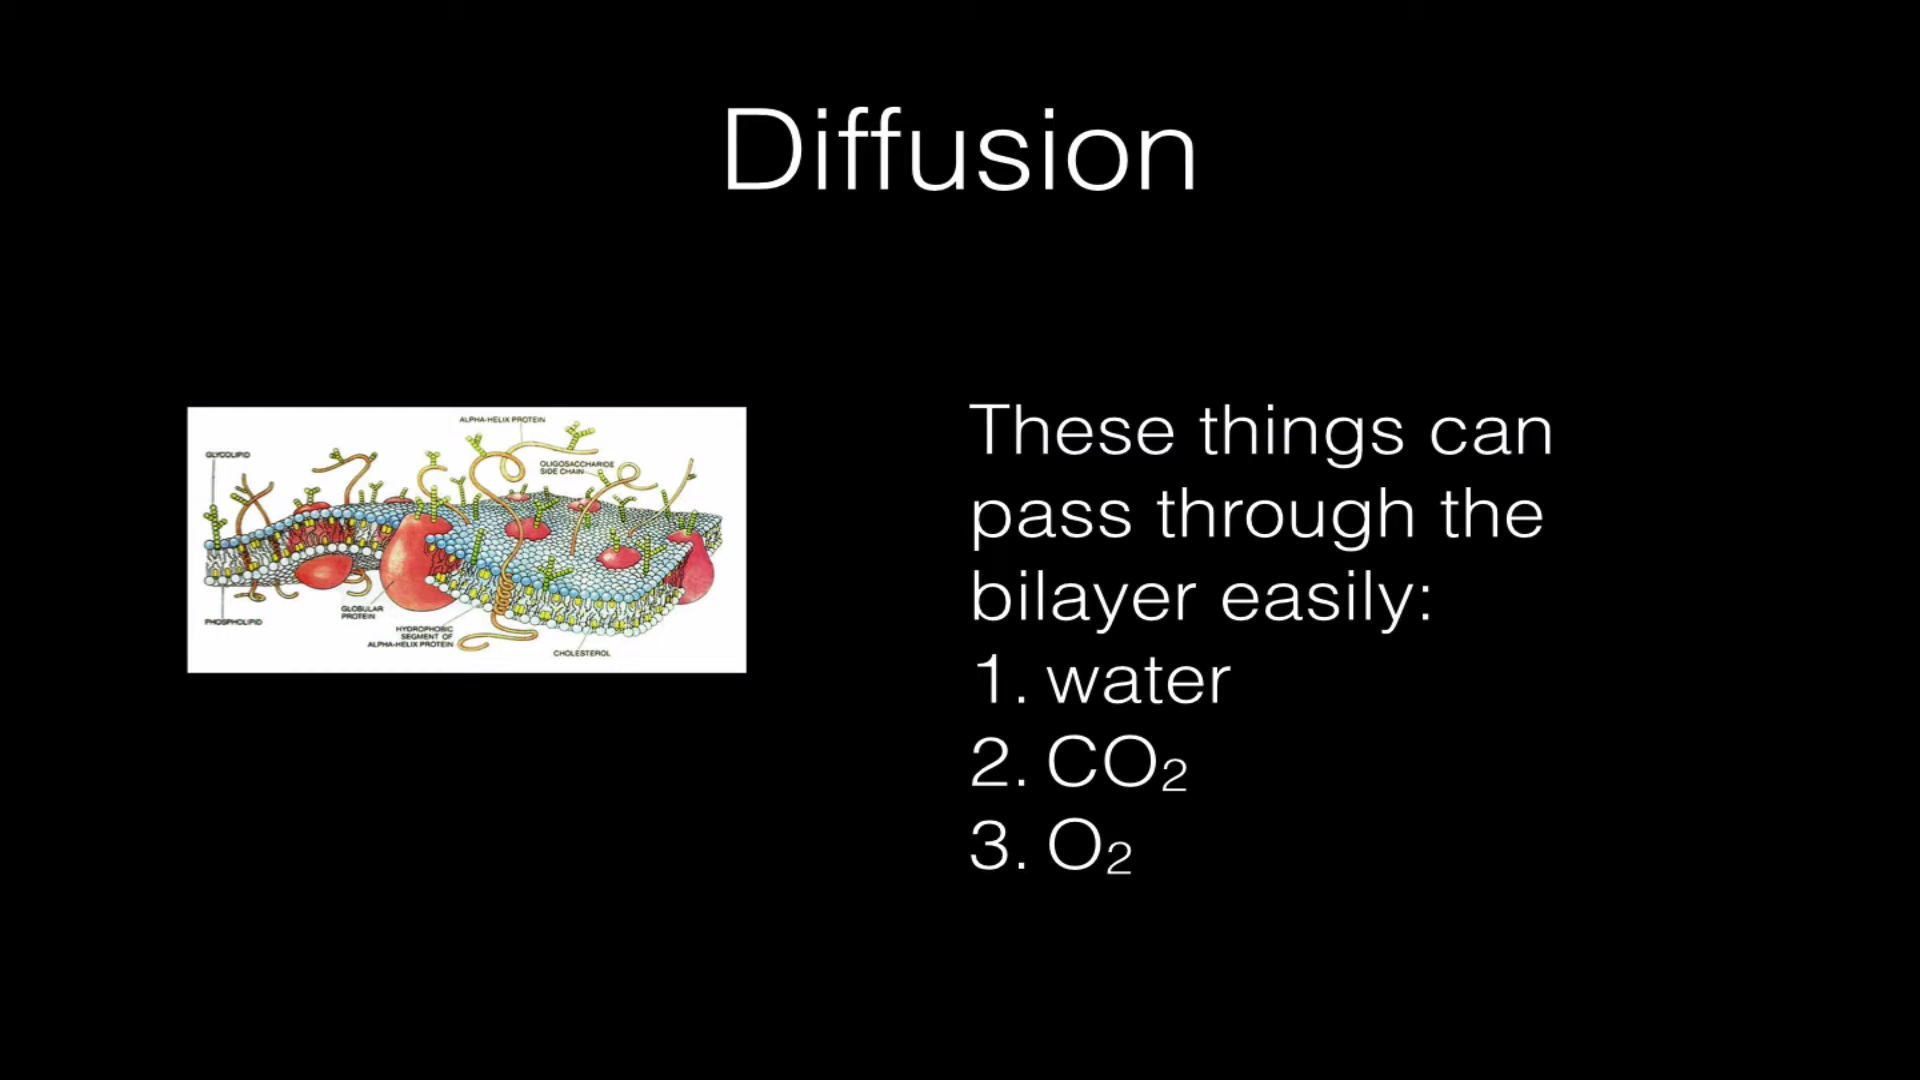 Diffusion
ALPHA-HELIX PROTEIN
GLYCOLIPID
OLIGOSACCHARIDE
SIDE CHAIN
PHOSPHOLIPID
GLOBULAR
PROTEIN
HYDROPHOBIC
SEGMENT OF
ALPHA-HELIX PROTEIN
CHOLESTEROL
These things can
pass through the
bilayer easily:
1. water
2. CO₂
3. O₂